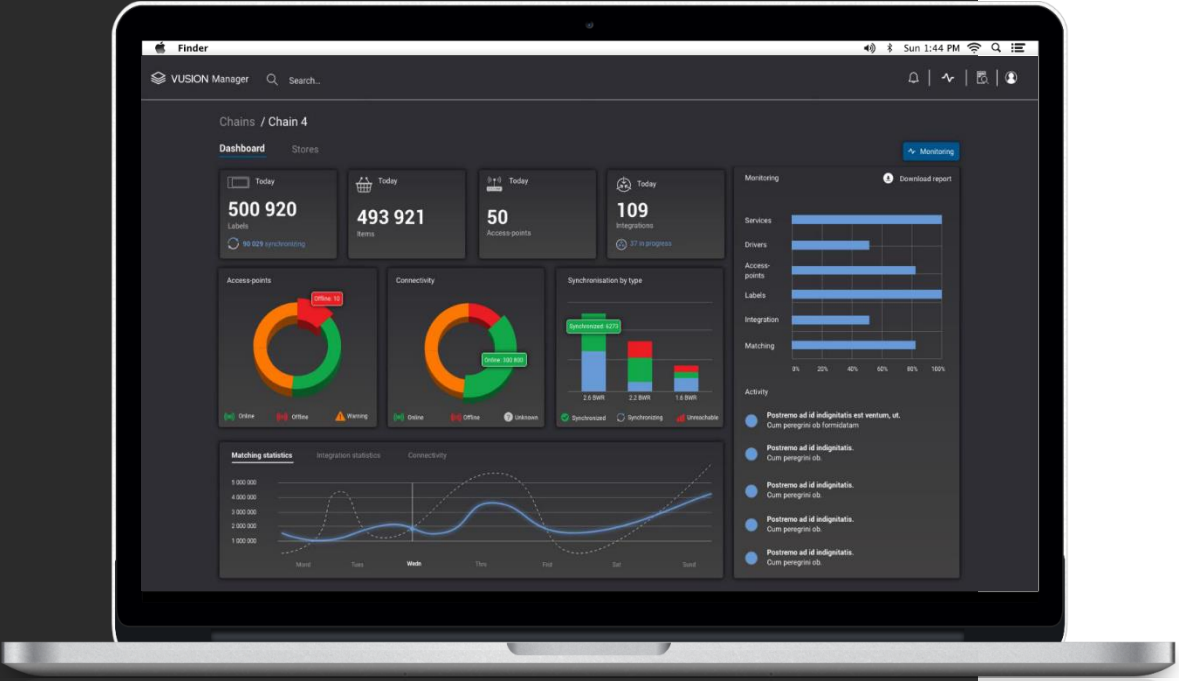 Finder
Sun 1:44 PM
VUSION Manager
Search..
Chains / Chain 4
Dashboard
Stores
Monitoring
Today
500 920
Labels
90 029 synchronizing
Today
493 921
Items
Today
50
Access-points
Today
109
Integrations
37 in progress
Access-points
Offline: 10
Online
Offline
Warning
Connectivity
Online: 100 800
Online
Offline
Unknown
Synchronisation by type
Synchronized: 6273
2.6 BWR
2.2 BWR
1.6 BWR
Synchronized
Synchronizing
Unmochable
Matching statistics
Integration statistics
Connectivity
5 000 000
4 000 000
3 000 000
2 000 000
1 000 000
Mond
Tues
Wedn
Thrs
Frid
Sat
Sund
Monitoring
Download report
Services
Drivers
Access-
points
Labels
Integration
Matching
0%
20%
40%
60%
80%
100%
Activity
Postremo ad id indignitatis est ventum, ut.
Cum peregrini ob formidatam
Postremo ad id indignitatis.
Cum peregrini ob.
Postremo ad id indignitatis.
Cum peregrini ob.
Postremo ad id indignitatis.
Cum peregrini ob.
Postremo ad id indignitatis.
Cum peregrini ob.